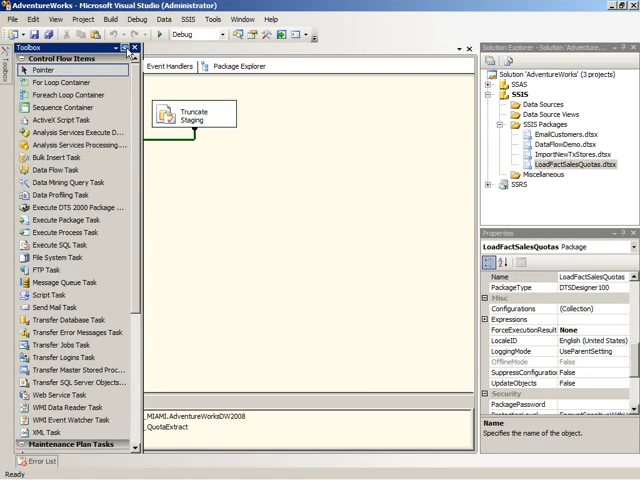 AdventureWorks - Microsoft Visual Studio (Administrator)
File Edit View Project Build Debug Data SSIS Tools Window Help
Debug
Toolbox
Toolbox
Control Flow Items
Pointer
For Loop Container
Foreach Loop Container
Sequence Container
ActiveX Script Task
Analysis Services Execute D...
Analysis Services Processing...
Bulk Insert Task
Data Flow Task
Data Mining Query Task
Data Profiling Task
Execute DTS 2000 Package ...
Execute Package Task
Execute Process Task
Execute SQL Task
File System Task
FTP Task
Message Queue Task
Script Task
Send Mail Task
Transfer Database Task
Transfer Error Messages Task
Transfer Jobs Task
Transfer Logins Task
Transfer Master Stored Proc...
Transfer SQL Server Objects...
Web Service Task
WMI Data Reader Task
WMI Event Watcher Task
XML Task
Maintenance Plan Tasks
Event Handlers Package Explorer
Truncate
Staging
_MIAMI.AdventureWorksDW2008
_QuotaExtract
Solution Explorer - Solution 'AdventureWorks'
Solution 'AdventureWorks' (3 projects)
SSAS
SSIS
Data Sources
Data Source Views
SSIS Packages
EmailCustomers.dtsx
DataFlowDemo.dtsx
ImportNewTxStores.dtsx
LoadFactSalesQuotas.dtsx
Miscellaneous
SSRS
Properties
LoadFactSalesQuotas Package
Name LoadFactSalesQuotas
PackageType DTSDesigner100
Misc
Configurations (Collection)
Expressions
ForceExecutionResult None
LocaleID English (United States)
LoggingMode UseParentSetting
OfflineMode False
SuppressConfiguration False
UpdateObjects False
Security
PackagePassword
Name
Specifies the name of the object.
Error List
Ready